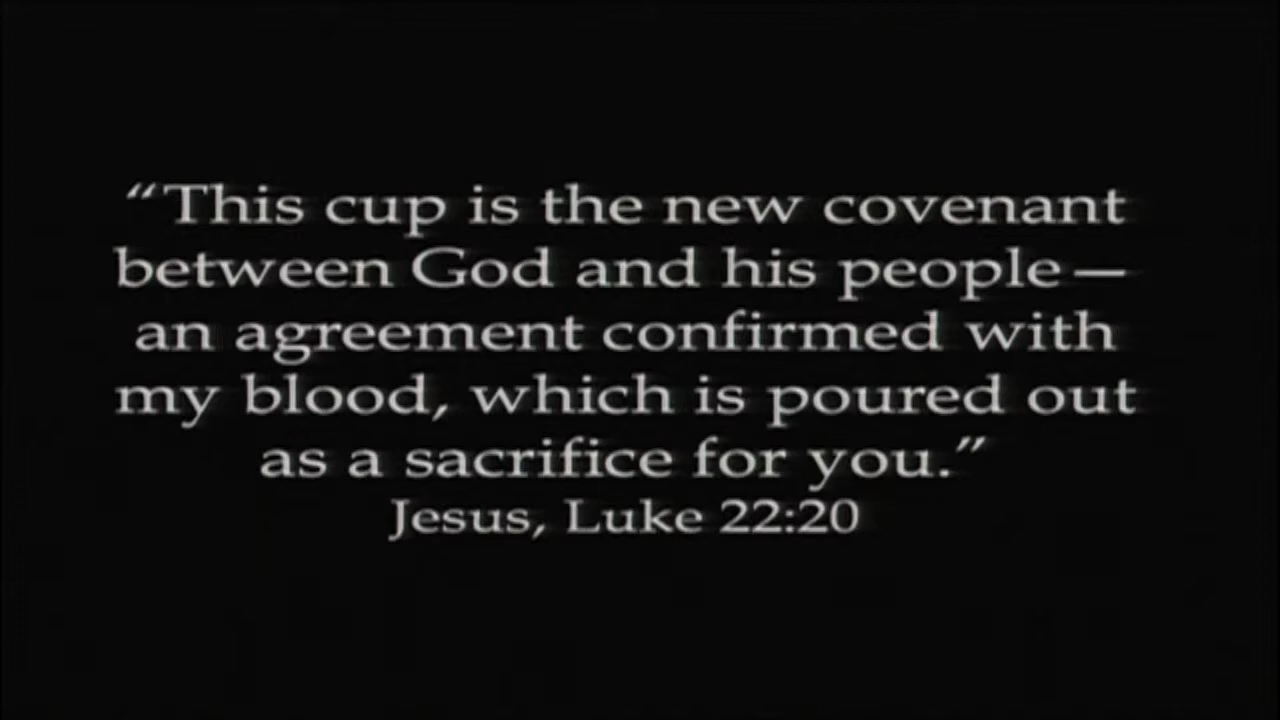 “This cup is the new covenant
between God and his people—
an agreement confirmed with
my blood, which is poured out
as a sacrifice for you.”
Jesus, Luke 22:20